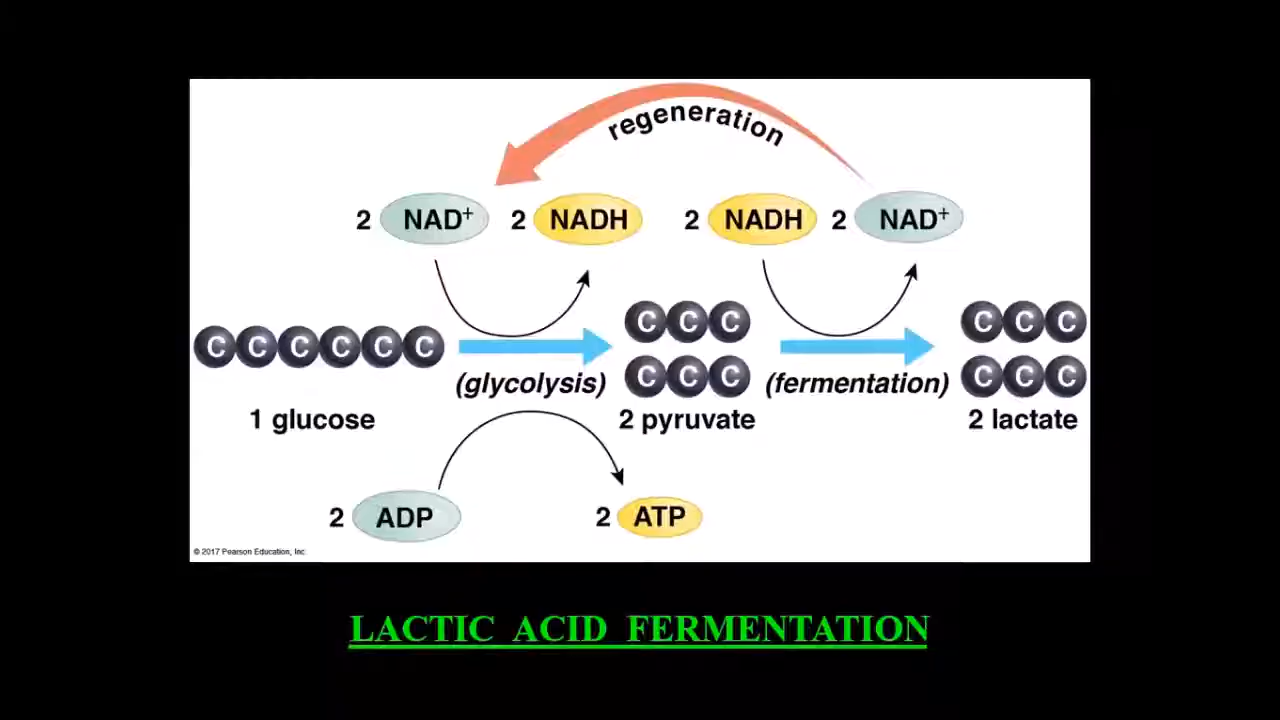 regeneration
2 NAD⁺ 2 NADH 2 NADH 2 NAD⁺
C C C C C C
C C C
C C C
C C C
C C C
(glycolysis) (fermentation)
1 glucose 2 pyruvate 2 lactate
2 ADP 2 ATP
© 2017 Pearson Education, Inc.
LACTIC ACID FERMENTATION